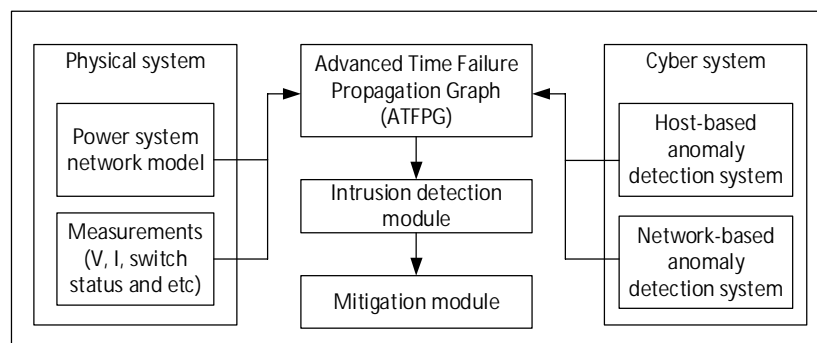 Physical system
Power system
network model
Measurements
(V, I, switch
status and etc)
Advanced Time Failure
Propagation Graph
(ATFPG)
Intrusion detection
module
Mitigation module
Cyber system
Host-based
anomaly
detection system
Network-based
anomaly
detection system